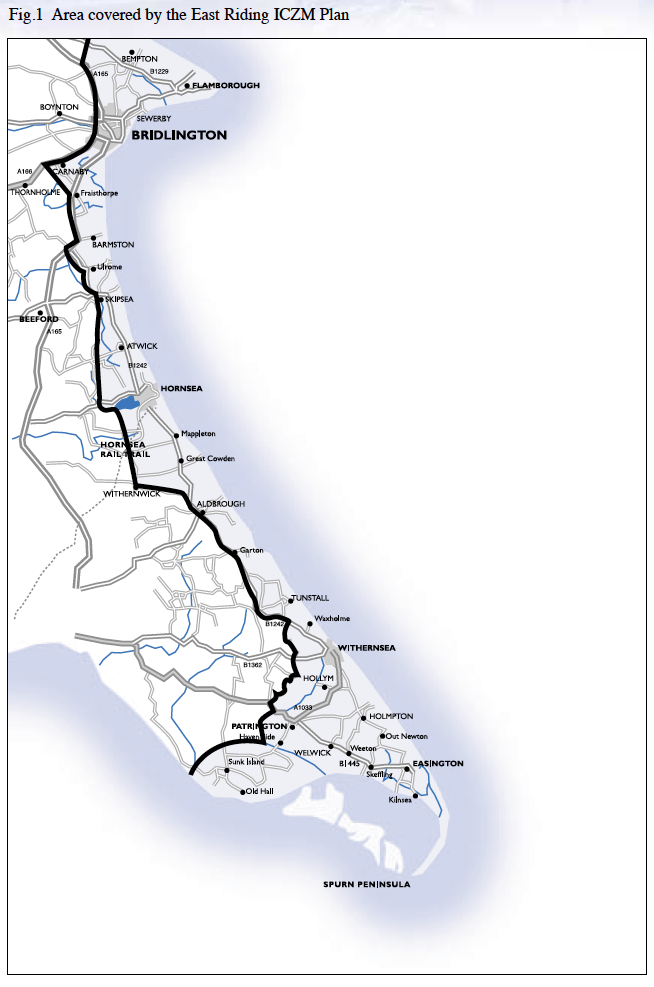 Fig.1 Area covered by the East Riding ICZM Plan
BEMPTON
A165
B1229
FLAMBOROUGH
BOYNTON
SEWERBY
BRIDLINGTON
A166
CARNABY
THORNHOLME
Fraisthorpe
BARMSTON
Ulrome
SKIPSEA
BEEFORD
A165
ATWICK
B1242
HORNSEA
Mappleton
HORNSEA
RAIL TRAIL
Great Cowden
WITHERNWICK
ALDBROUGH
Garton
TUNSTALL
Waxholme
B1242
WITHERNSEA
B1362
HOLLYM
A1033
HOLMPTON
PATRINGTON
Haven Side
Out Newton
WELWICK
Weeton
Sunk Island
B1445
EASINGTON
Skeffling
Old Hall
Kilnsea
SPURN PENINSULA